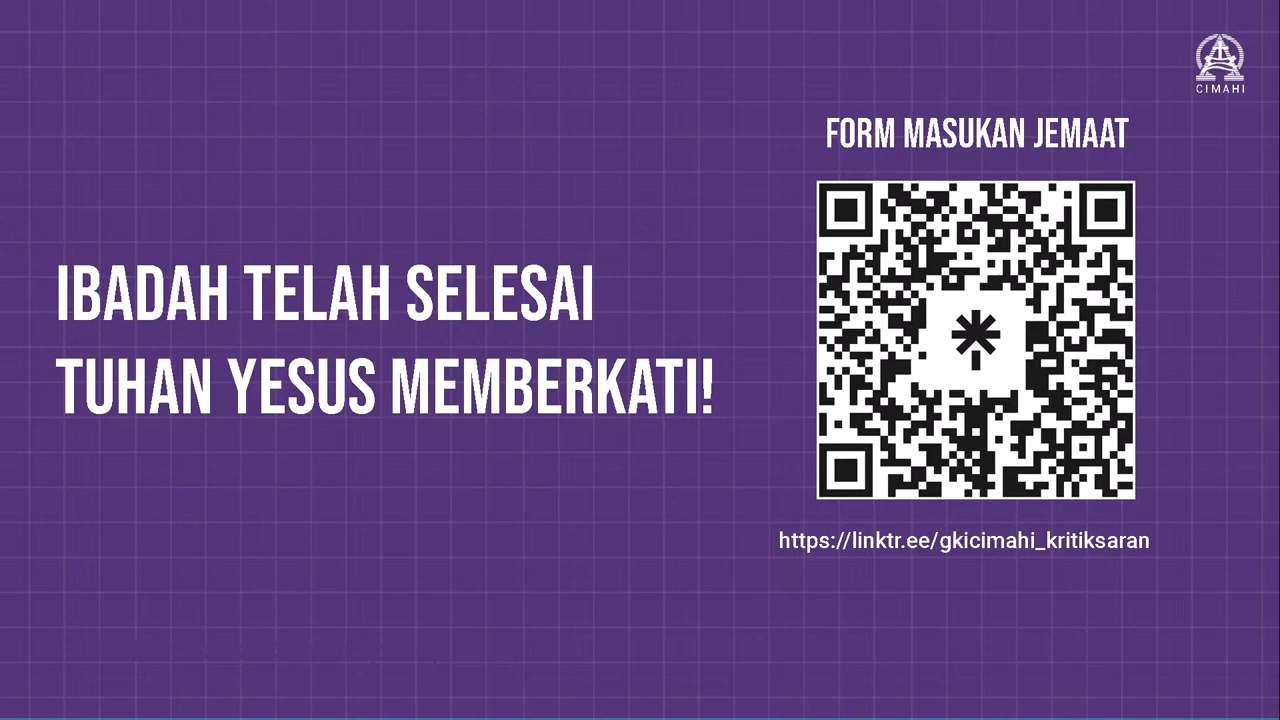 CIMAHI
FORM MASUKAN JEMAAT
IBADAH TELAH SELESAI
TUHAN YESUS MEMBERKATI!
https://linktr.ee/gkicimahi_kritiksaran